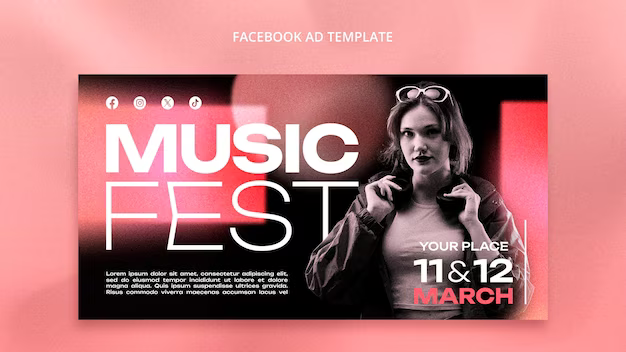 FACEBOOK AD TEMPLATE
MUSIC
FEST
Lorem ipsum dolor sit amet, consectetur adipiscing elit,
sed do eiusmod tempor incididunt ut labore et dolore
magna aliqua. Quis ipsum suspendisse ultrices gravida.
Risus commodo viverra maecenas accumsan lacus vel
YOUR PLACE
11 & 12
MARCH